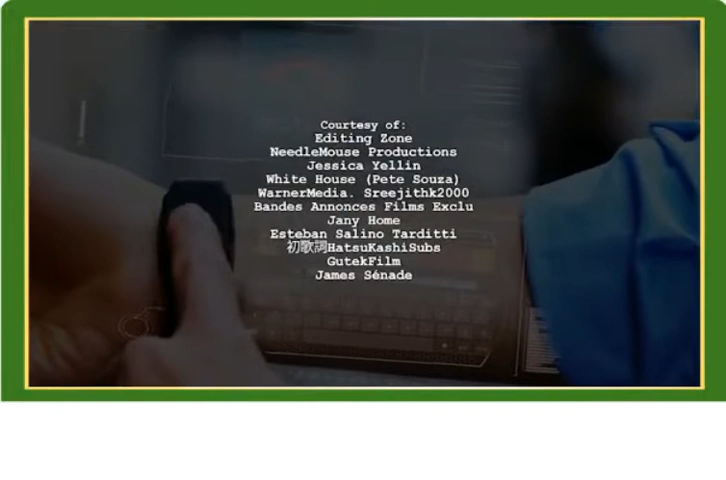 Courtesy of:
Editing Zone
NeedleMouse Productions
Jessica Yellin
White House (Pete Souza)
WarnerMedia. Sreejithk2000
Bandes Annonces Films Exclu
Jany Home
Esteban Salino Tarditti
初歌詞HatsuKashiSubs
GutekFilm
James Sénade